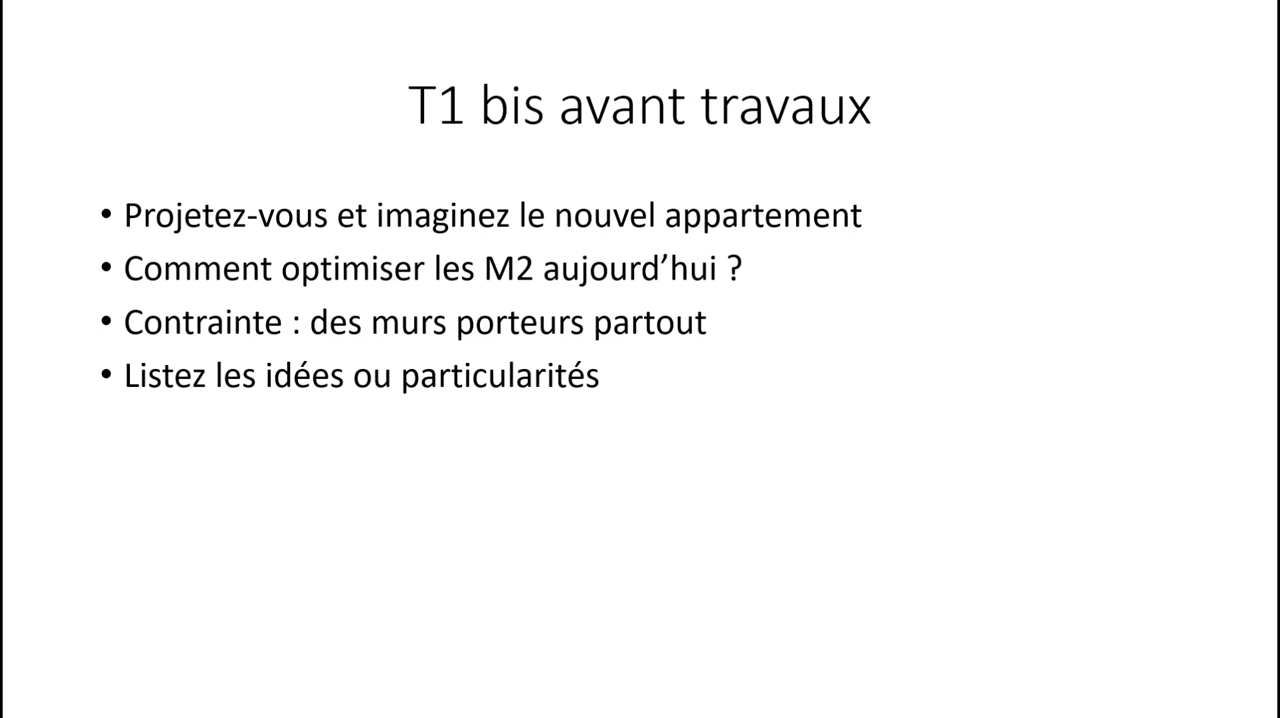 T1 bis avant travaux
• Projetez-vous et imaginez le nouvel appartement
• Comment optimiser les M2 aujourd’hui ?
• Contrainte : des murs porteurs partout
• Listez les idées ou particularités